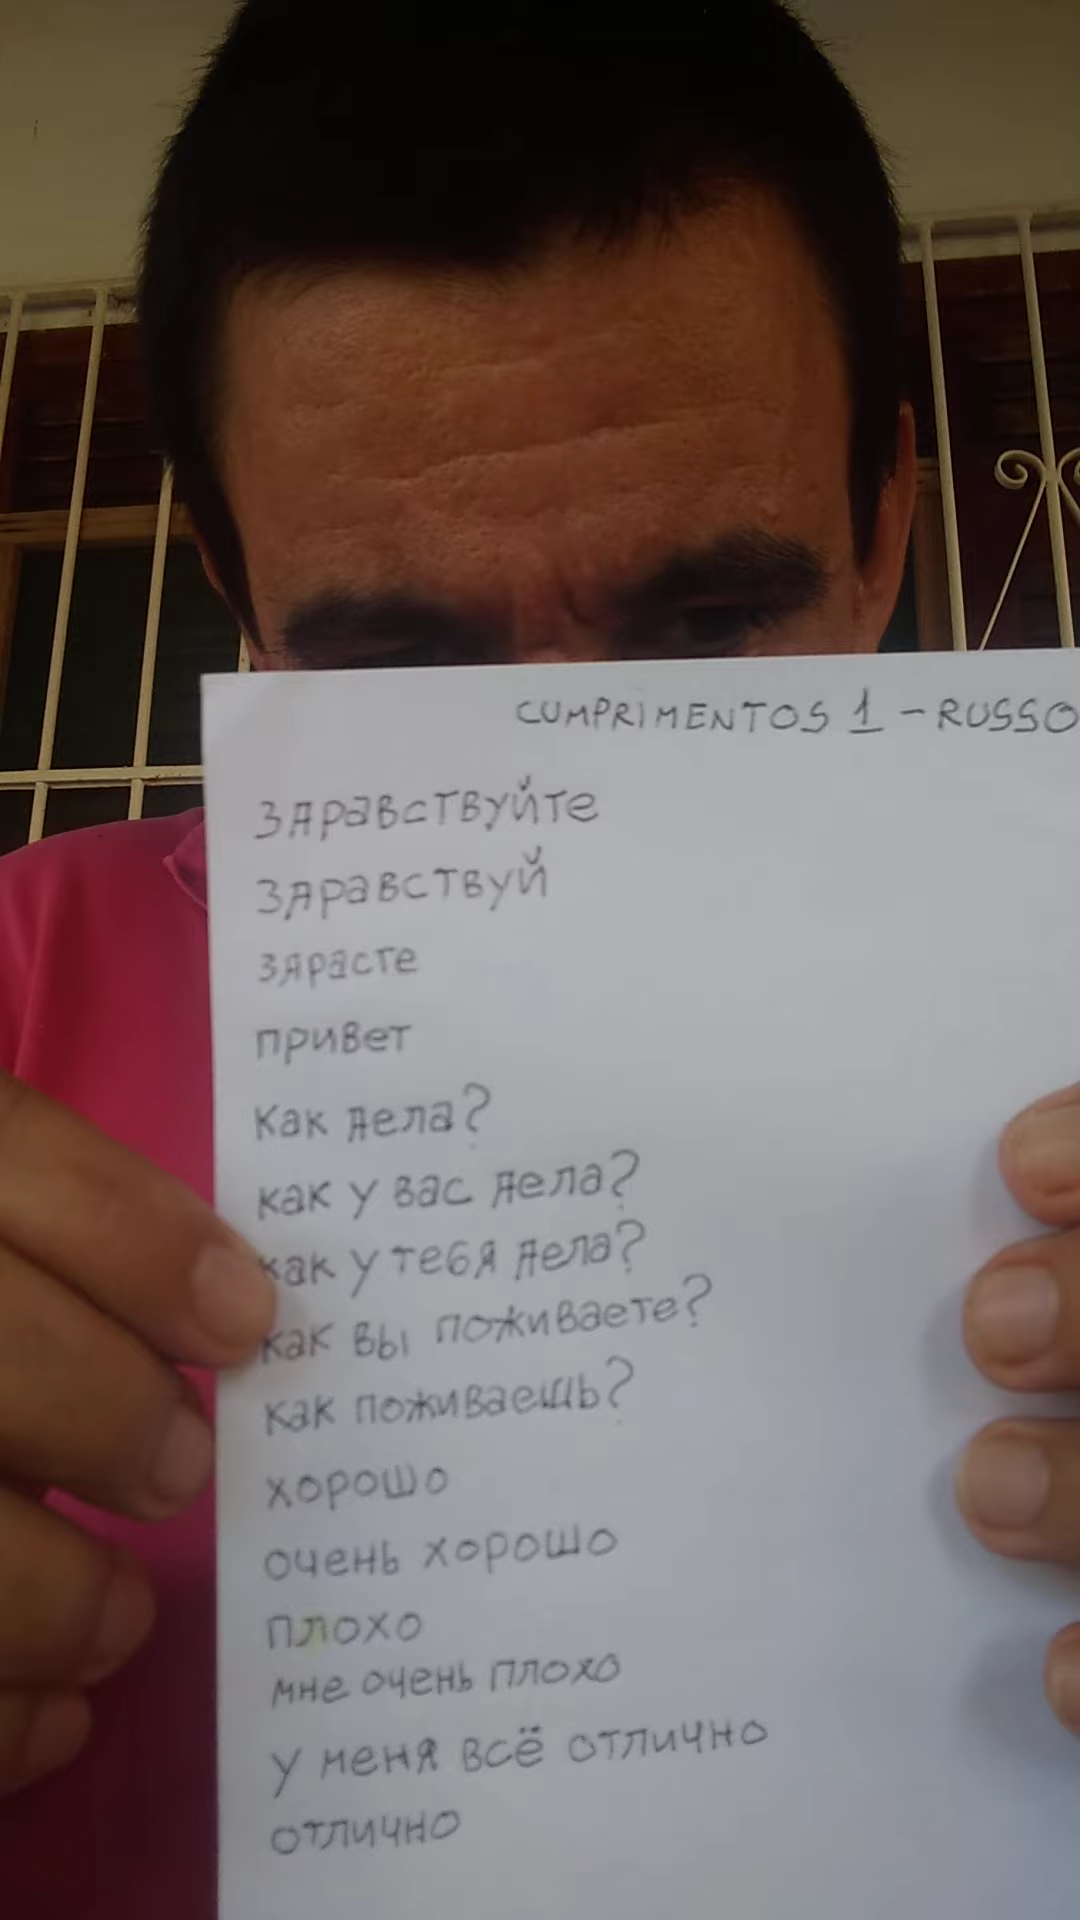 CUMPRIMENTOS 1 - RUSSO
здравствуйте
здравствуй
здрасте
привет
как дела?
как у вас дела?
как у тебя дела?
как вы поживаете?
как поживаешь?
хорошо
очень хорошо
плохо
мне очень плохо
у меня всё отлично
отлично